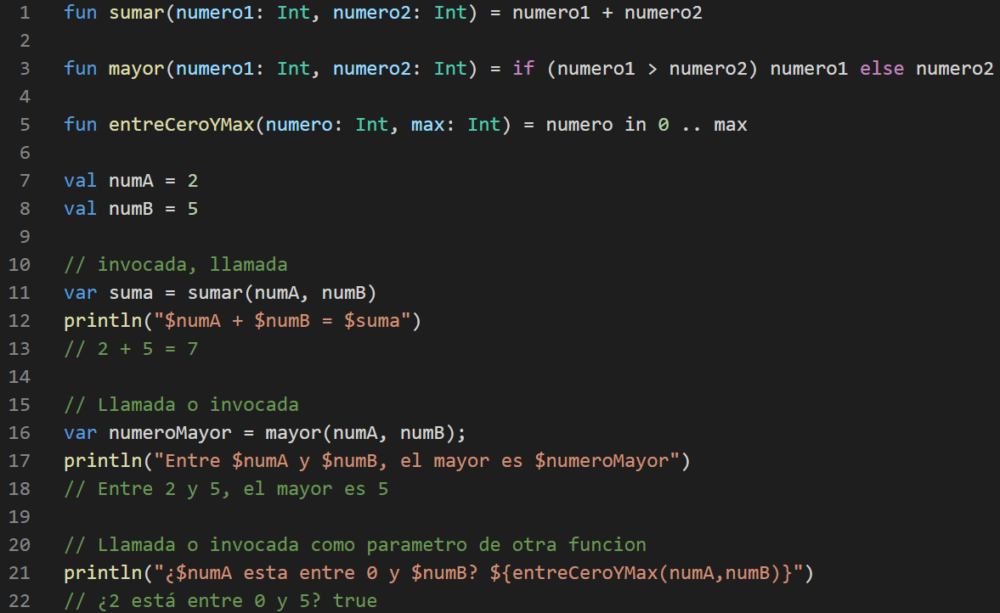 1 fun sumar(numero1: Int, numero2: Int) = numero1 + numero2
2
3 fun mayor(numero1: Int, numero2: Int) = if (numero1 > numero2) numero1 else numero2
4
5 fun entreCeroYMax(numero: Int, max: Int) = numero in 0 .. max
6
7 val numA = 2
8 val numB = 5
9
10 // invocada, llamada
11 var suma = sumar(numA, numB)
12 println("$numA + $numB = $suma")
13 // 2 + 5 = 7
14
15 // Llamada o invocada
16 var numeroMayor = mayor(numA, numB);
17 println("Entre $numA y $numB, el mayor es $numeroMayor")
18 // Entre 2 y 5, el mayor es 5
19
20 // Llamada o invocada como parametro de otra funcion
21 println("¿$numA esta entre 0 y $numB? ${entreCeroYMax(numA,numB)}")
22 // ¿2 está entre 0 y 5? true